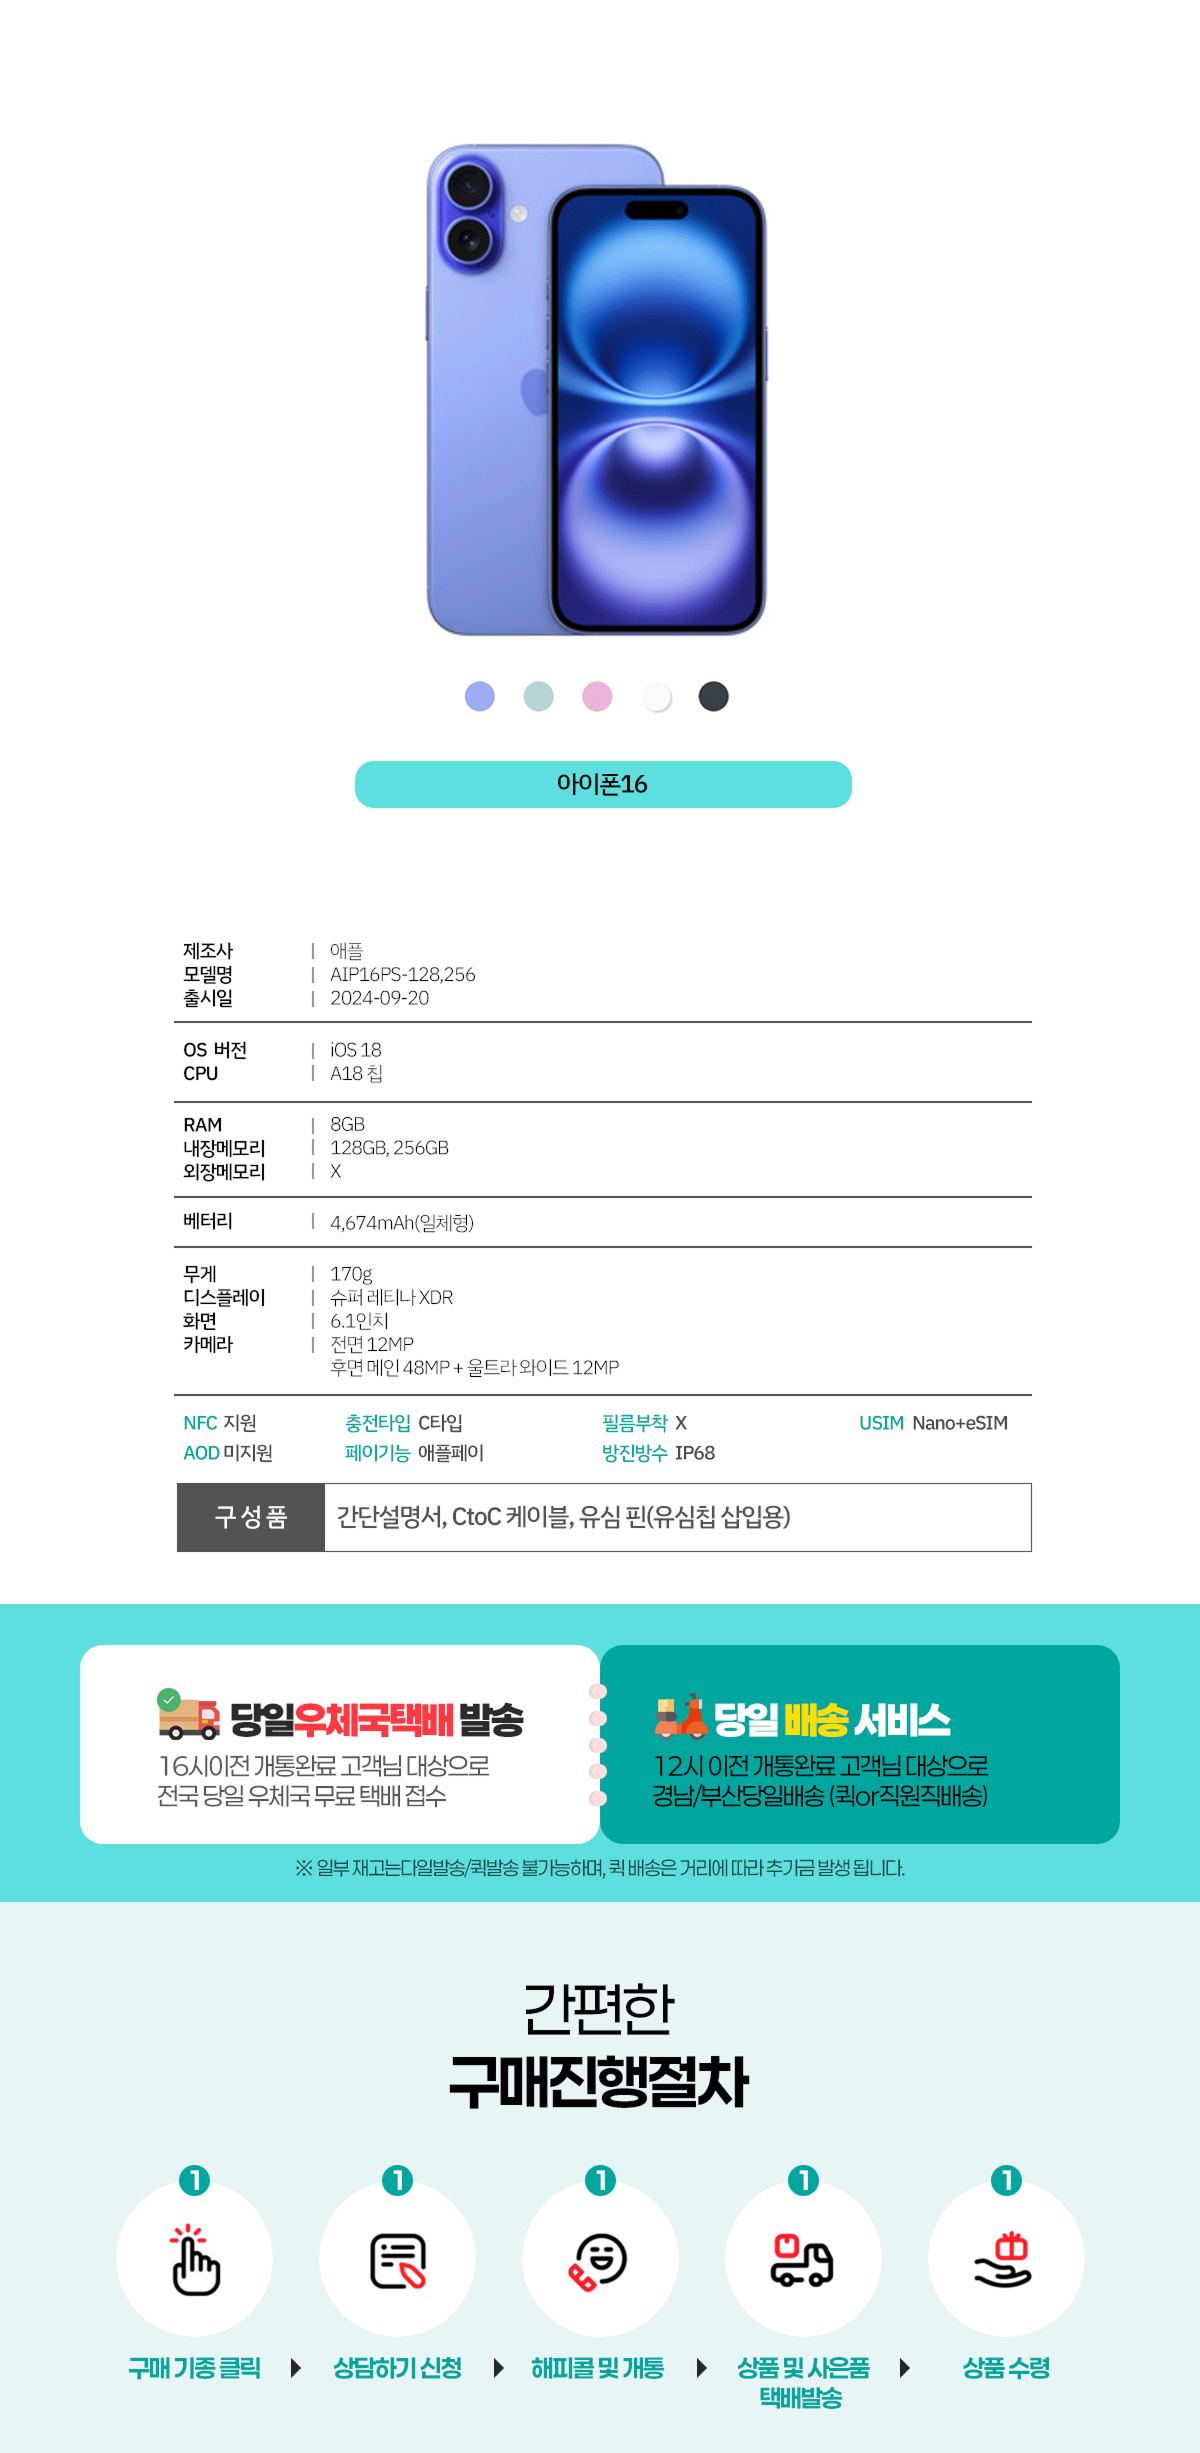 아이폰16
제조사 | 애플
모델명 | AIP16PS-128,256
출시일 | 2024-09-20
OS 버전 | iOS 18
CPU | A18 칩
RAM | 8GB
내장메모리 | 128GB, 256GB
외장메모리 | X
베터리 | 4,674mAh(일체형)
무게 | 170g
디스플레이 | 슈퍼 레티나 XDR
화면 | 6.1인치
카메라 | 전면 12MP
후면 메인 48MP + 울트라 와이드 12MP
NFC 지원 충전타입 C타입 필름부착 X USIM Nano+eSIM
AOD 미지원 페이기능 애플페이 방진방수 IP68
구성품 간단설명서, CtoC 케이블, 유심 핀(유심칩 삽입용)
당일우체국택배 발송
16시이전 개통완료 고객님 대상으로
전국 당일 우체국 무료 택배 접수
당일 배송 서비스
12시 이전 개통완료 고객님 대상으로
경남/부산당일배송 (퀵or직원직배송)
※ 일부 재고는다일발송/퀵발송 불가능하며, 퀵 배송은 거리에 따라 추가금 발생 됩니다.
간편한
구매진행절차
1 1 1 1 1
구매 기종 클릭 상담하기 신청 해피콜 및 개통 상품 및 사은품 상품 수령
택배발송